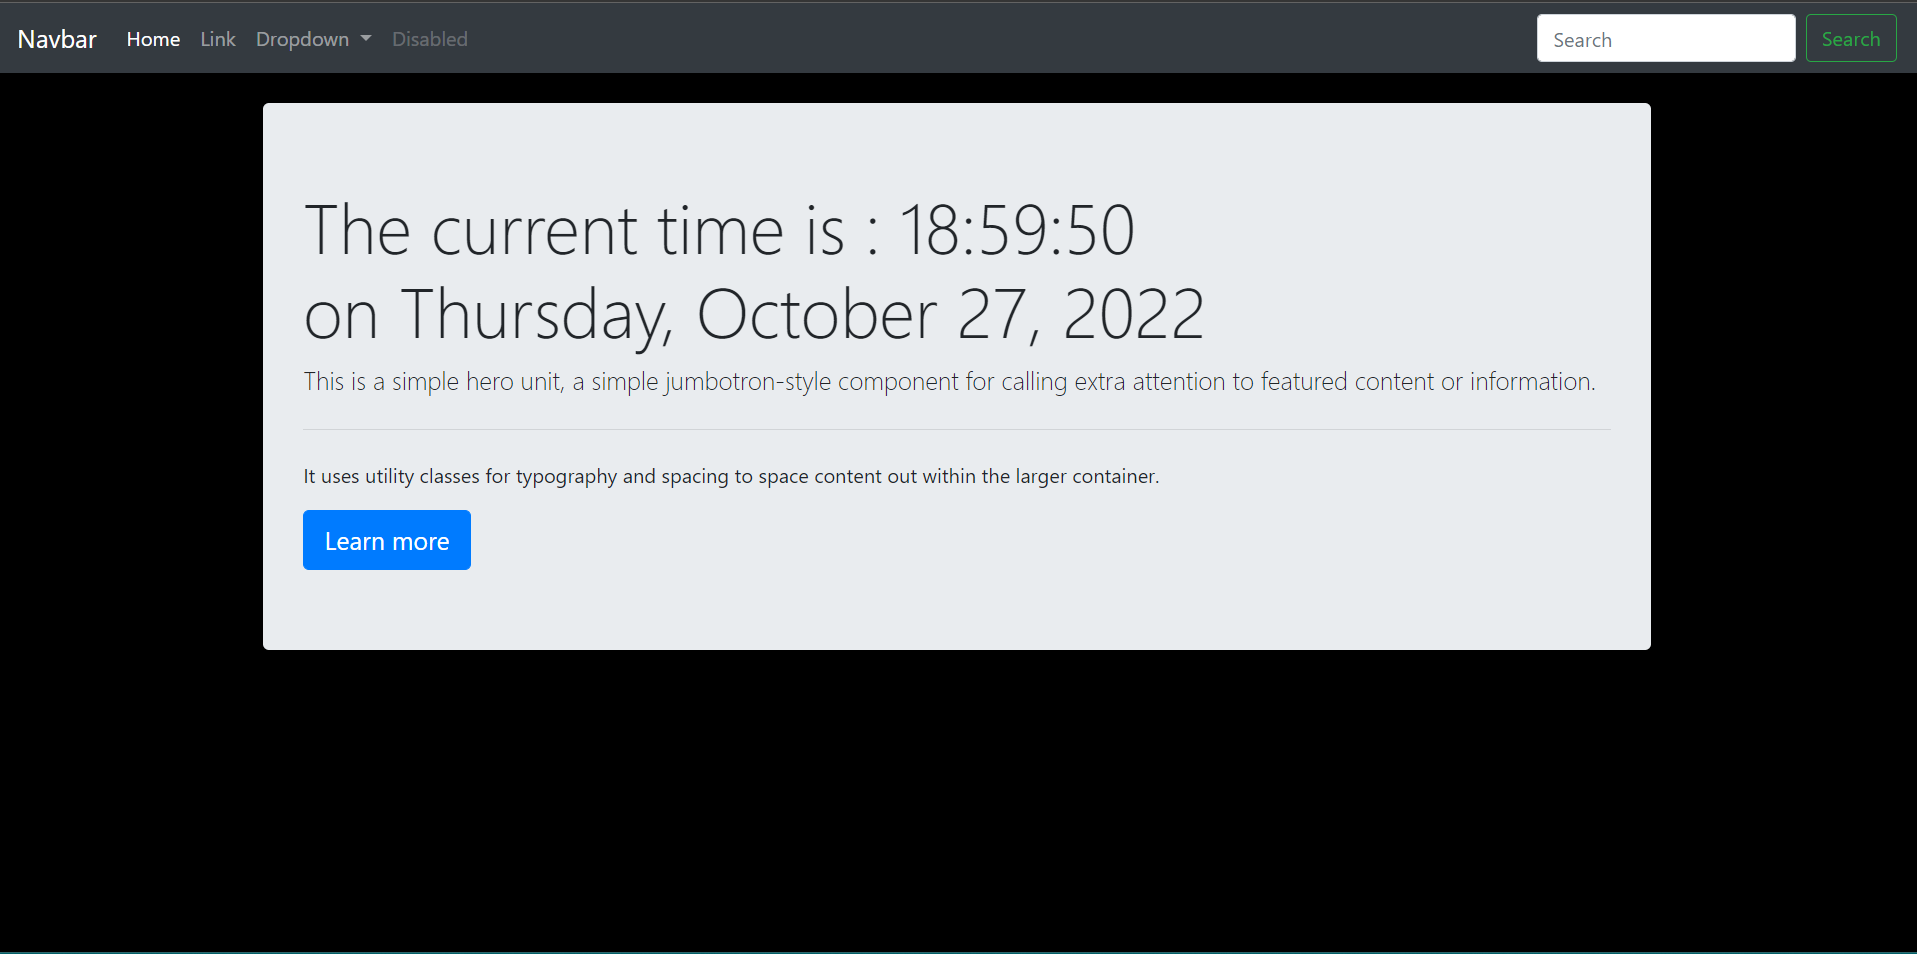 Navbar Home Link Dropdown Disabled Search Search
The current time is : 18:59:50
on Thursday, October 27, 2022
This is a simple hero unit, a simple jumbotron-style component for calling extra attention to featured content or information.
It uses utility classes for typography and spacing to space content out within the larger container.
Learn more